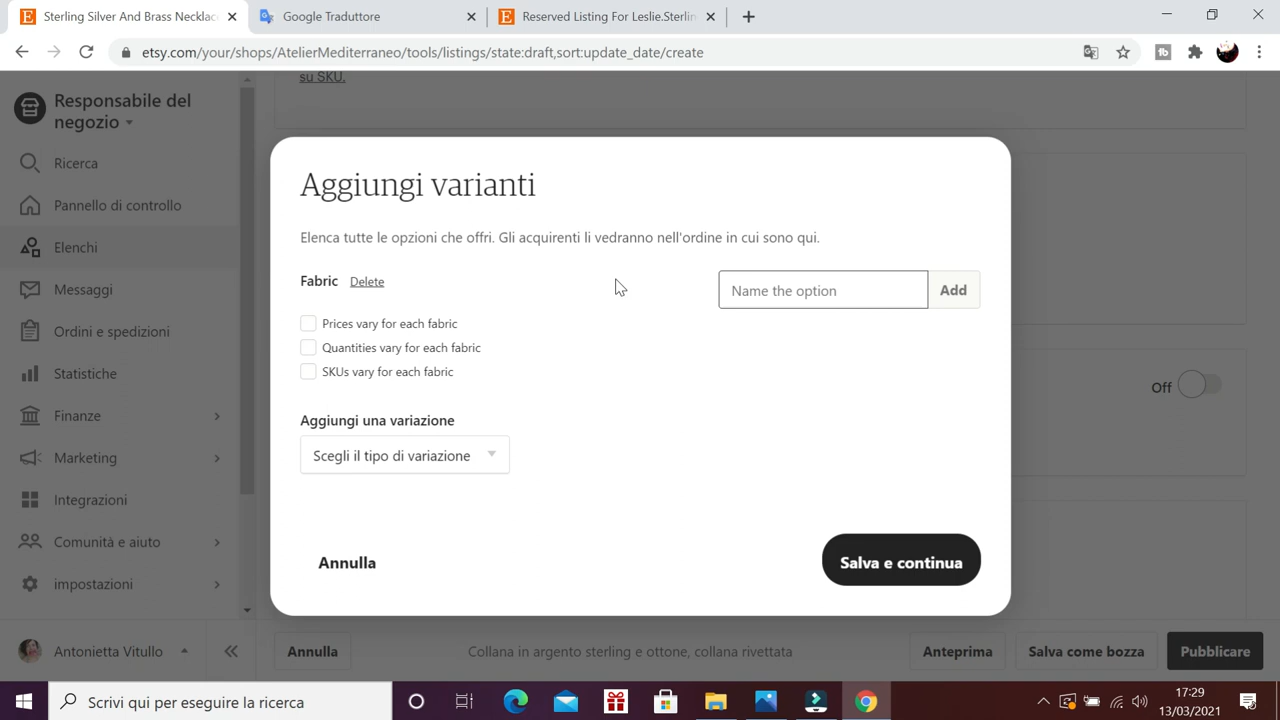 Sterling Silver And Brass Necklac
Google Traduttore
Reserved Listing For Leslie.Sterlin
etsy.com/your/shops/AtelierMediterraneo/tools/listings/state:draft,sort:update_date/create
su SKU.
Responsabile del
negozio
Ricerca
Pannello di controllo
Elenchi
Messaggi
Ordini e spedizioni
Statistiche
Finanze
Marketing
Integrazioni
Comunità e aiuto
impostazioni
Antonietta Vitullo
Aggiungi varianti
Elenca tutte le opzioni che offri. Gli acquirenti li vedranno nell'ordine in cui sono qui.
Fabric Delete
Name the option Add
Prices vary for each fabric
Quantities vary for each fabric
SKUs vary for each fabric
Off
Aggiungi una variazione
Scegli il tipo di variazione
Annulla
Salva e continua
Annulla
Collana in argento sterling e ottone, collana rivettata
Anteprima
Salva come bozza
Pubblicare
Scrivi qui per eseguire la ricerca
17:29
13/03/2021